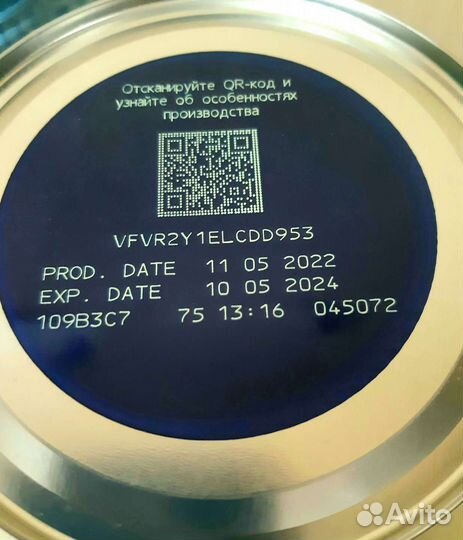 Отсканируйте QR-код и
узнайте об особенностях
производства
VFVR2Y1ELCDD953
PROD. DATE 11 05 2022
EXP. DATE 10 05 2024
109B3C7 75 13:16 045072
Avito